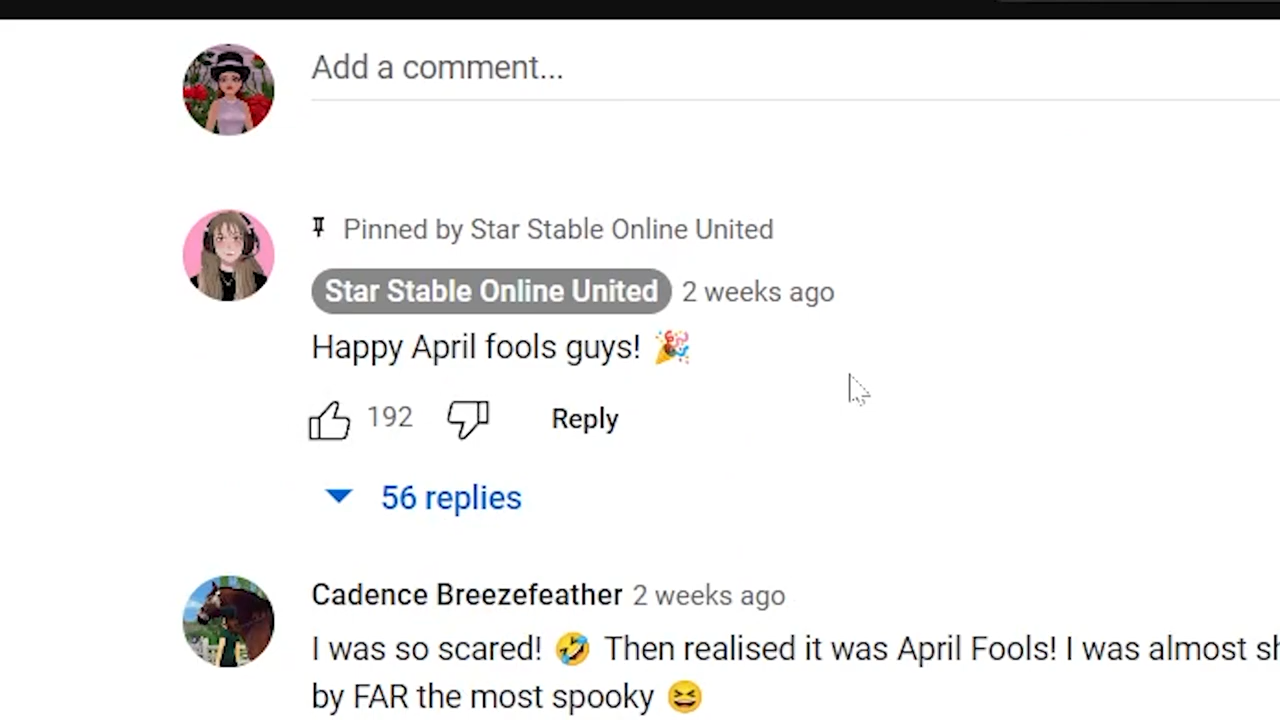 Add a comment...
Pinned by Star Stable Online United
Star Stable Online United 2 weeks ago
Happy April fools guys! 🎉
192 Reply
56 replies
Cadence Breezefeather 2 weeks ago
I was so scared! 🤣 Then realised it was April Fools! I was almost sh
by FAR the most spooky 😆